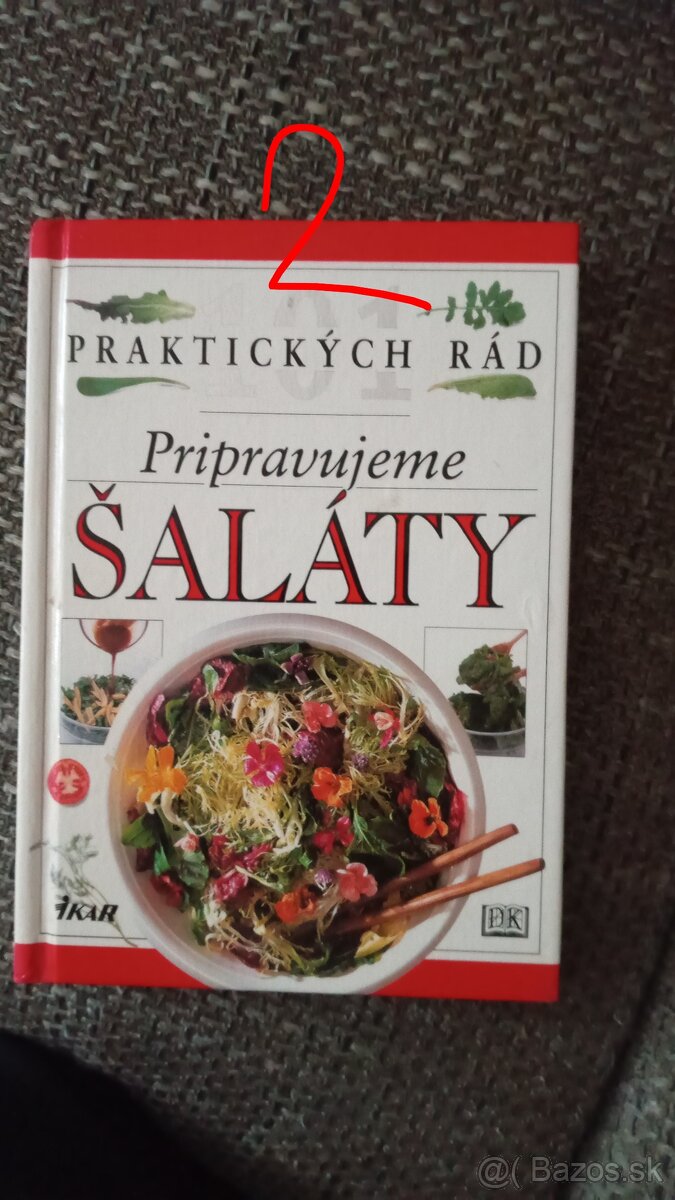 2
101
PRAKTICKÝCH RÁD
Pripravujeme
ŠALÁTY
IKAR
DK
@( Bazos.sk